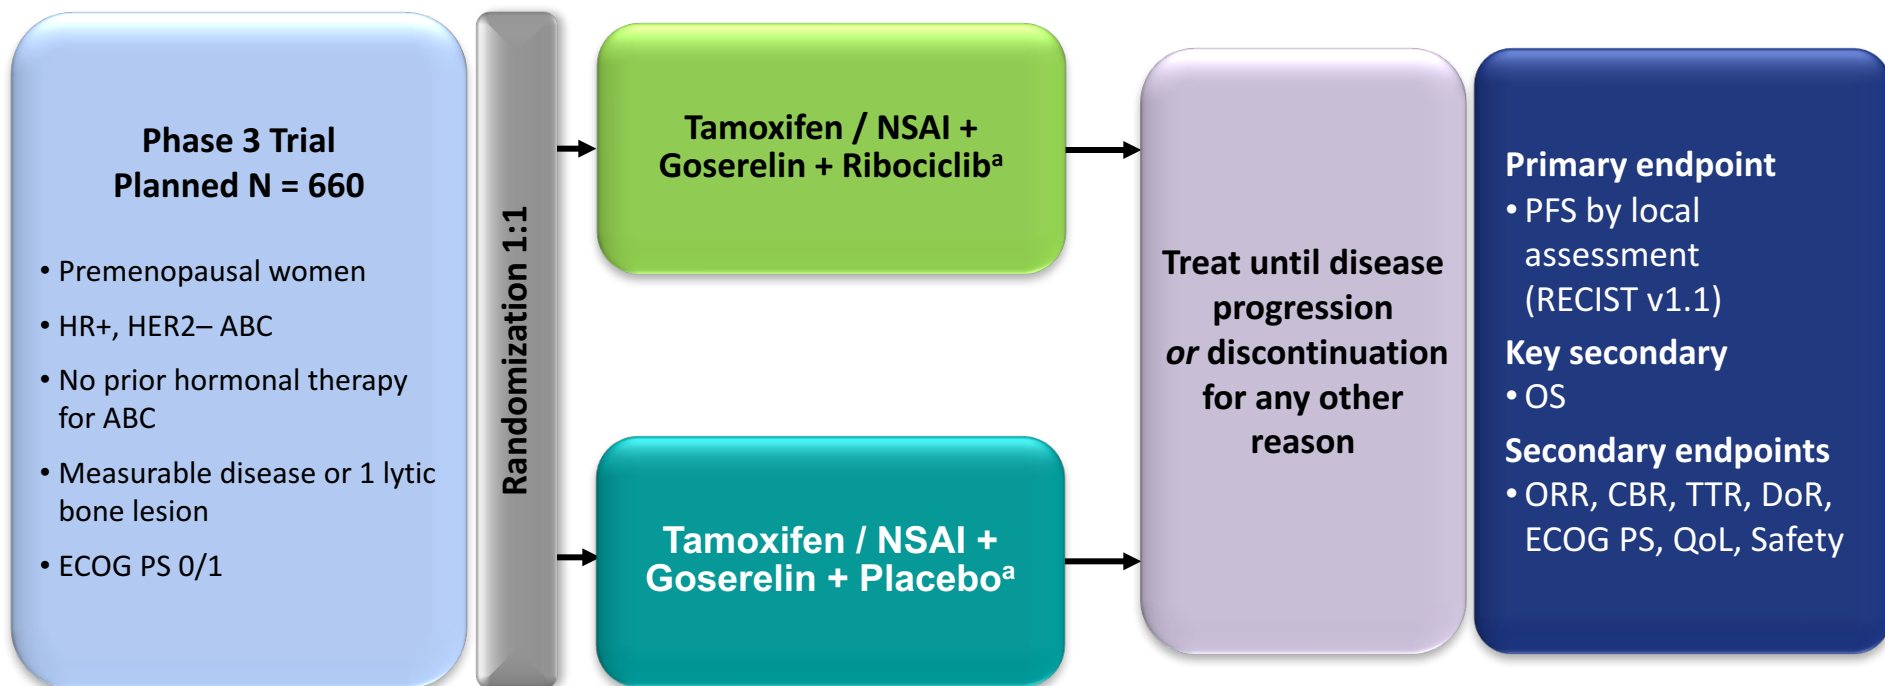 Phase 3 Trial
Planned N = 660
• Premenopausal women
• HR+, HER2– ABC
• No prior hormonal therapy
for ABC
• Measurable disease or 1 lytic
bone lesion
• ECOG PS 0/1
Randomization 1:1
Tamoxifen / NSAI +
Goserelin + Ribociclibᵃ
Tamoxifen / NSAI +
Goserelin + Placeboᵃ
Treat until disease
progression
or discontinuation
for any other
reason
Primary endpoint
• PFS by local
assessment
(RECIST v1.1)
Key secondary
• OS
Secondary endpoints
• ORR, CBR, TTR, DoR,
ECOG PS, QoL, Safety